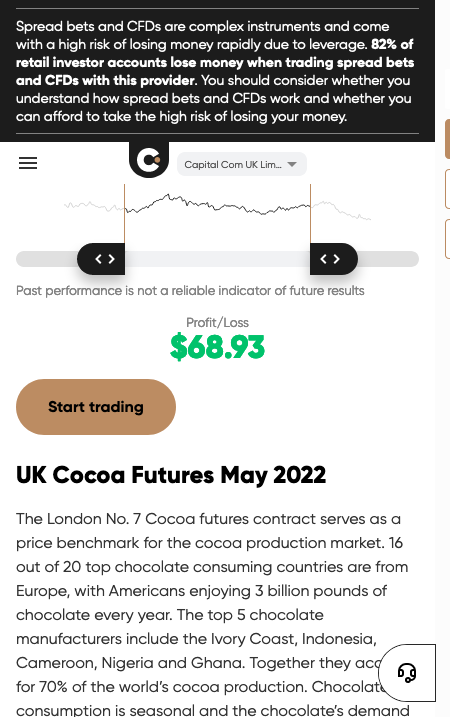 Spread bets and CFDs are complex instruments and come
with a high risk of losing money rapidly due to leverage. 82% of
retail investor accounts lose money when trading spread bets
and CFDs with this provider. You should consider whether you
understand how spread bets and CFDs work and whether you
can afford to take the high risk of losing your money.
Capital Com UK Lim...
Past performance is not a reliable indicator of future results
Profit/Loss
$68.93
Start trading
UK Cocoa Futures May 2022
The London No. 7 Cocoa futures contract serves as a
price benchmark for the cocoa production market. 16
out of 20 top chocolate consuming countries are from
Europe, with Americans enjoying 3 billion pounds of
chocolate every year. The top 5 chocolate
manufacturers include the Ivory Coast, Indonesia,
Cameroon, Nigeria and Ghana. Together they
for 70% of the world's cocoa production. Chocolate
consumption is seasonal and the chocolate's demand